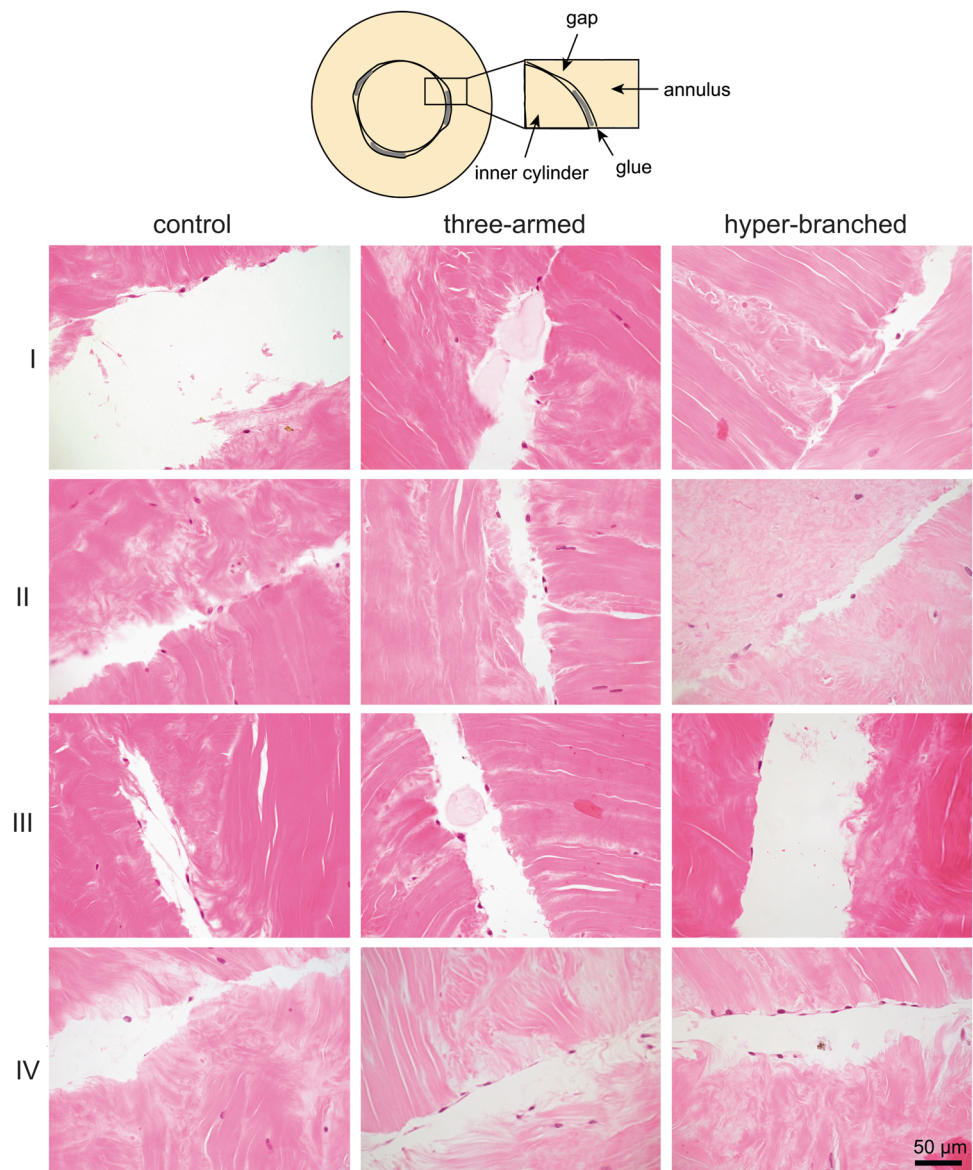 gap
annulus
inner cylinder
glue
control three-armed hyper-branched
I
II
III
IV
50 µm